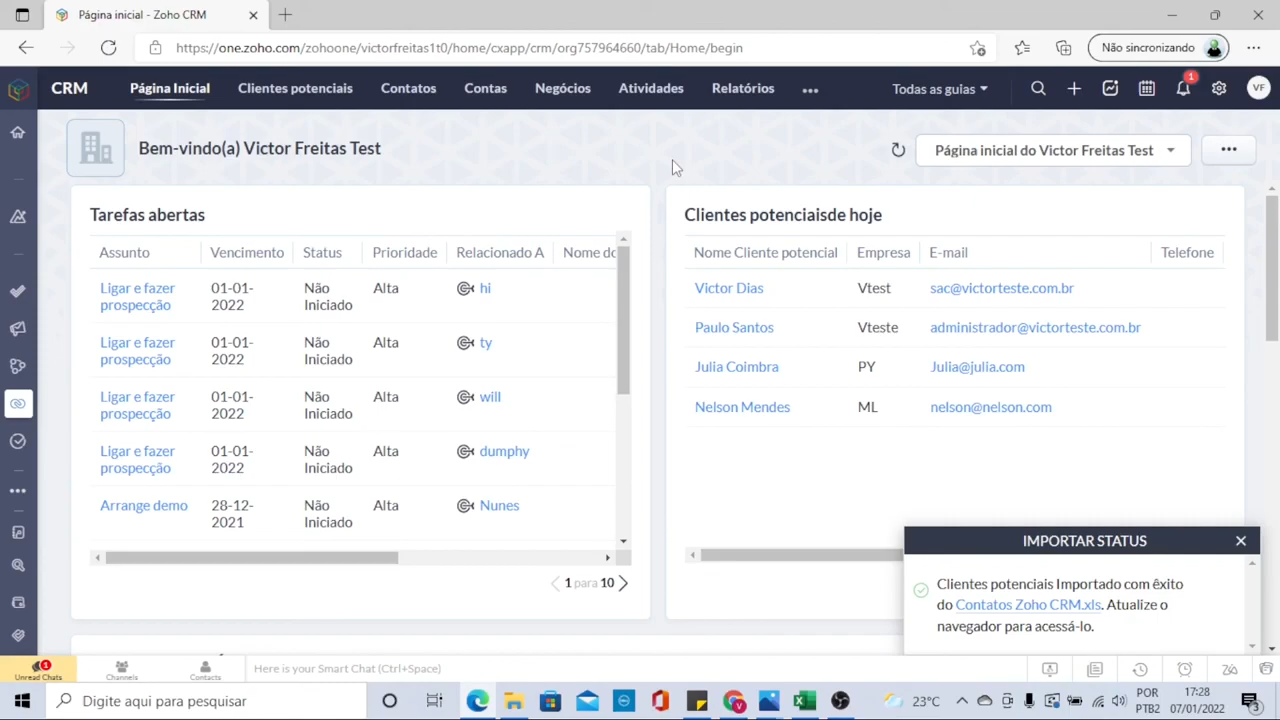 Página inicial - Zoho CRM
https://one.zoho.com/zohoone/victorfreitas1t0/home/cxapp/crm/org757964660/tab/Home/begin
Não sincronizando
CRM
Página Inicial
Clientes potenciais
Contatos
Contas
Negócios
Atividades
Relatórios
Todas as guias
1
VF
Bem-vindo(a) Victor Freitas Test
Página inicial do Victor Freitas Test
Tarefas abertas
Assunto Vencimento Status Prioridade Relacionado A Nome do
Ligar e fazer 01-01- Não Alta hi
prospecção 2022 Iniciado
Ligar e fazer 01-01- Não Alta ty
prospecção 2022 Iniciado
Ligar e fazer 01-01- Não Alta will
prospecção 2022 Iniciado
Ligar e fazer 01-01- Não Alta dumphy
prospecção 2022 Iniciado
Arrange demo 28-12- Não Alta Nunes
2021 Iniciado
1 para 10
Clientes potenciaisde hoje
Nome Cliente potencial Empresa E-mail Telefone
Victor Dias Vtest sac@victorteste.com.br
Paulo Santos Vteste administrador@victorteste.com.br
Julia Coimbra PY Julia@julia.com
Nelson Mendes ML nelson@nelson.com
IMPORTAR STATUS
Clientes potenciais Importado com êxito
do Contatos Zoho CRM.xls. Atualize o
navegador para acessá-lo.
1
Unread Chats
Channels
Contacts
Here is your Smart Chat (Ctrl+Space)
Digite aqui para pesquisar
23°C
POR
PTB2
17:28
07/01/2022
3